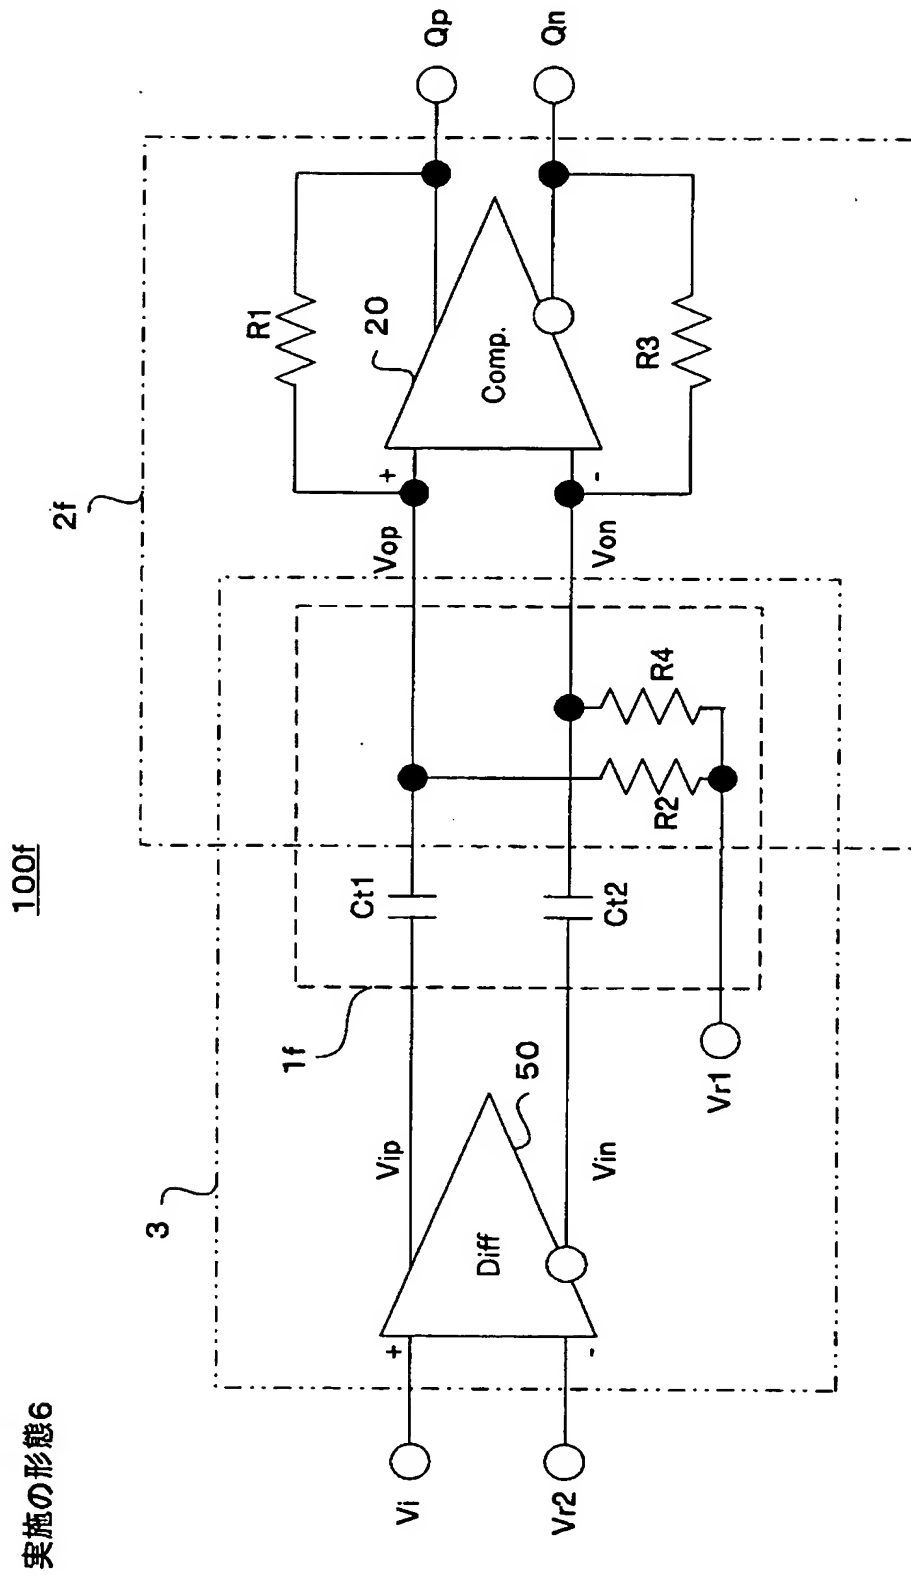 実施の形態6
100f
3
1f
2f
Vi
Vr2
+
-
Diff
50
Vip
Vin
Vr1
Ct1
Ct2
R2
R4
Vop
Von
+
-
Comp.
20
R1
R3
Qp
Qn